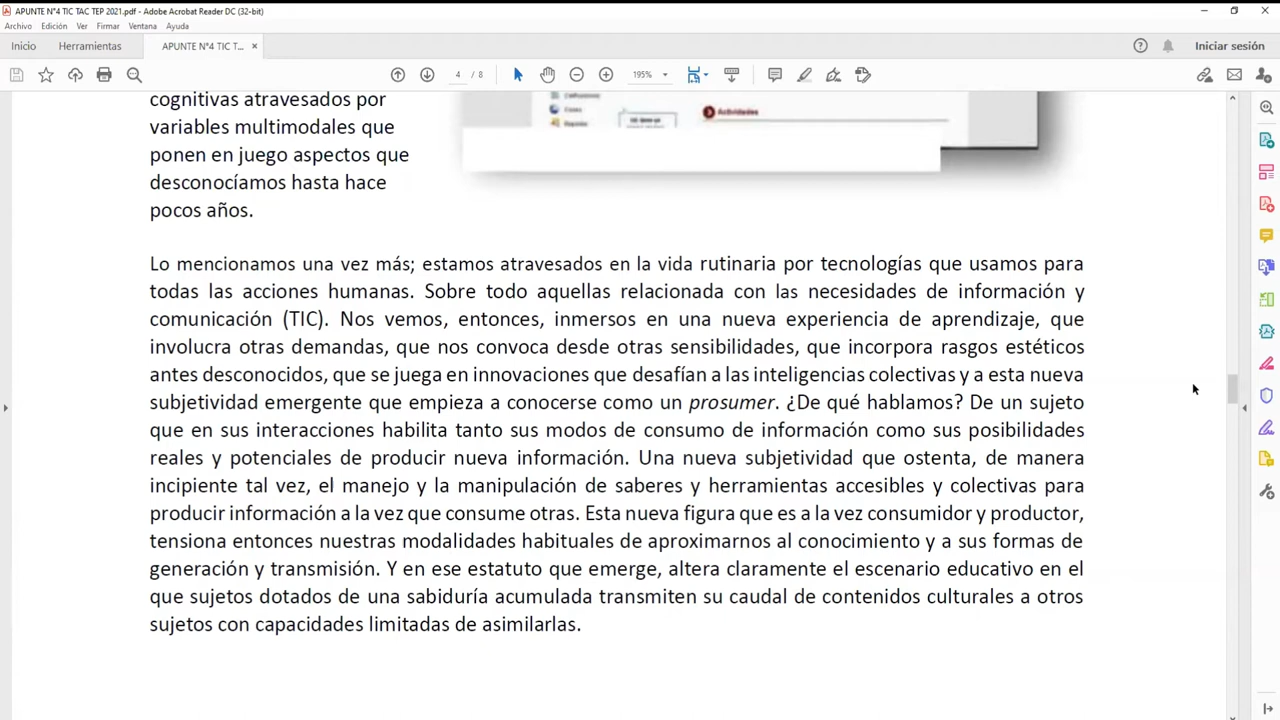 APUNTE N°4 TIC TAC TEP 2021.pdf - Adobe Acrobat Reader DC (32-bit)
Archivo Edición Ver Firmar Ventana Ayuda
Inicio Herramientas APUNTE N°4 TIC T... × Iniciar sesión
4 / 8 195%
cognitivas atravesados por
variables multimodales que
ponen en juego aspectos que
desconocíamos hasta hace
pocos años.
Actividades
Lo mencionamos una vez más; estamos atravesados en la vida rutinaria por tecnologías que usamos para
todas las acciones humanas. Sobre todo aquellas relacionada con las necesidades de información y
comunicación (TIC). Nos vemos, entonces, inmersos en una nueva experiencia de aprendizaje, que
involucra otras demandas, que nos convoca desde otras sensibilidades, que incorpora rasgos estéticos
antes desconocidos, que se juega en innovaciones que desafían a las inteligencias colectivas y a esta nueva
subjetividad emergente que empieza a conocerse como un prosumer. ¿De qué hablamos? De un sujeto
que en sus interacciones habilita tanto sus modos de consumo de información como sus posibilidades
reales y potenciales de producir nueva información. Una nueva subjetividad que ostenta, de manera
incipiente tal vez, el manejo y la manipulación de saberes y herramientas accesibles y colectivas para
producir información a la vez que consume otras. Esta nueva figura que es a la vez consumidor y productor,
tensiona entonces nuestras modalidades habituales de aproximarnos al conocimiento y a sus formas de
generación y transmisión. Y en ese estatuto que emerge, altera claramente el escenario educativo en el
que sujetos dotados de una sabiduría acumulada transmiten su caudal de contenidos culturales a otros
sujetos con capacidades limitadas de asimilarlas.